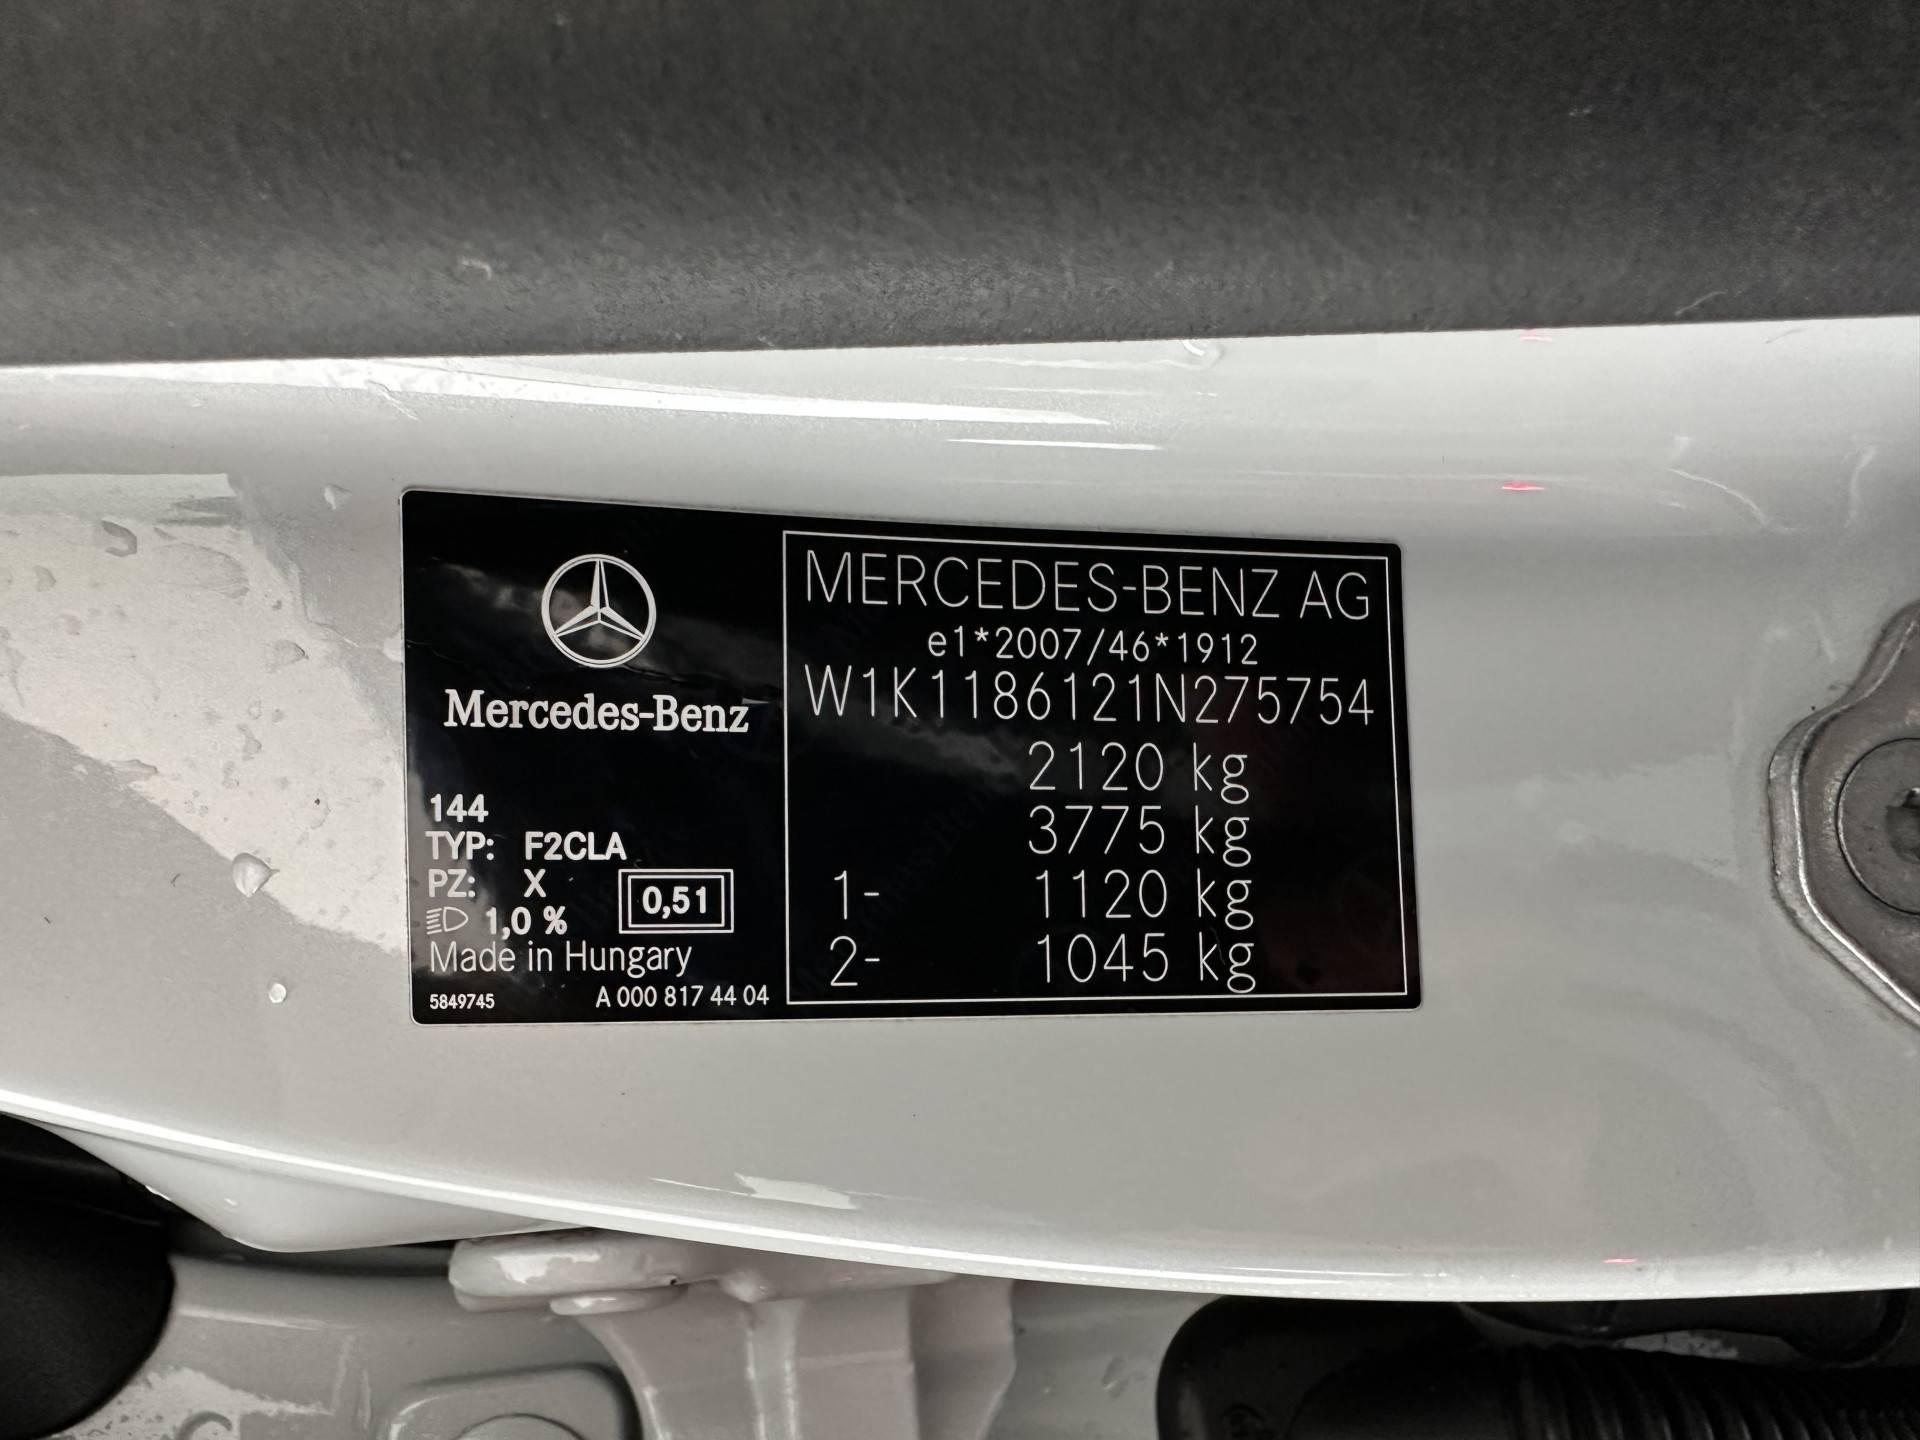 Mercedes-Benz
144
TYP: F2CLA
PZ: X
1,0 %
0,51
Made in Hungary
5849745 A 000 817 44 04
MERCEDES-BENZ AG
e1*2007/46*1912
W1K1186121N275754
2120 kg
3775 kg
1- 1120 kg
2- 1045 kg